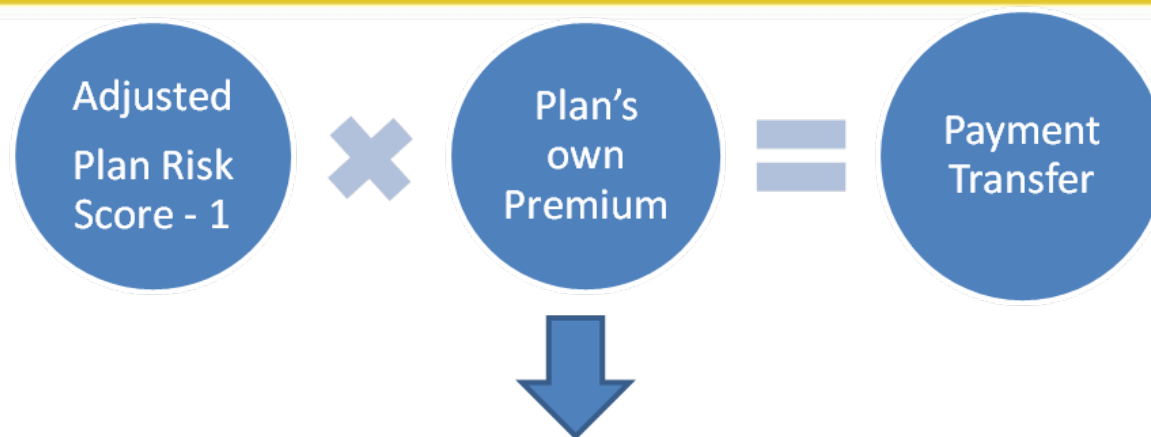 Adjusted
Plan Risk
Score - 1
Plan's
own
Premium
Payment
Transfer